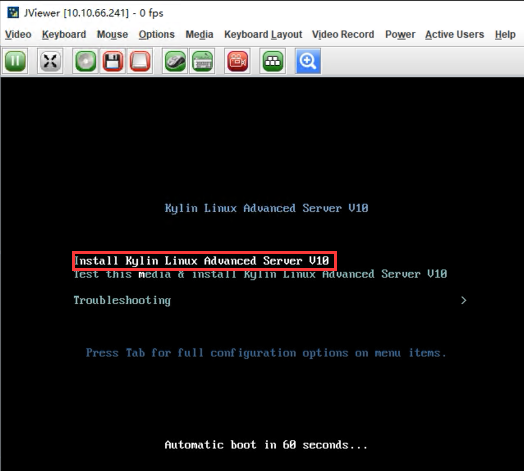 JViewer [10.10.66.241] - 0 fps
Video Keyboard Mouse Options Media Keyboard Layout Video Record Power Active Users Help
Kylin Linux Advanced Server V10
Install Kylin Linux Advanced Server V10
Test this media & install Kylin Linux Advanced Server V10
Troubleshooting >
Press Tab for full configuration options on menu items.
Automatic boot in 60 seconds...